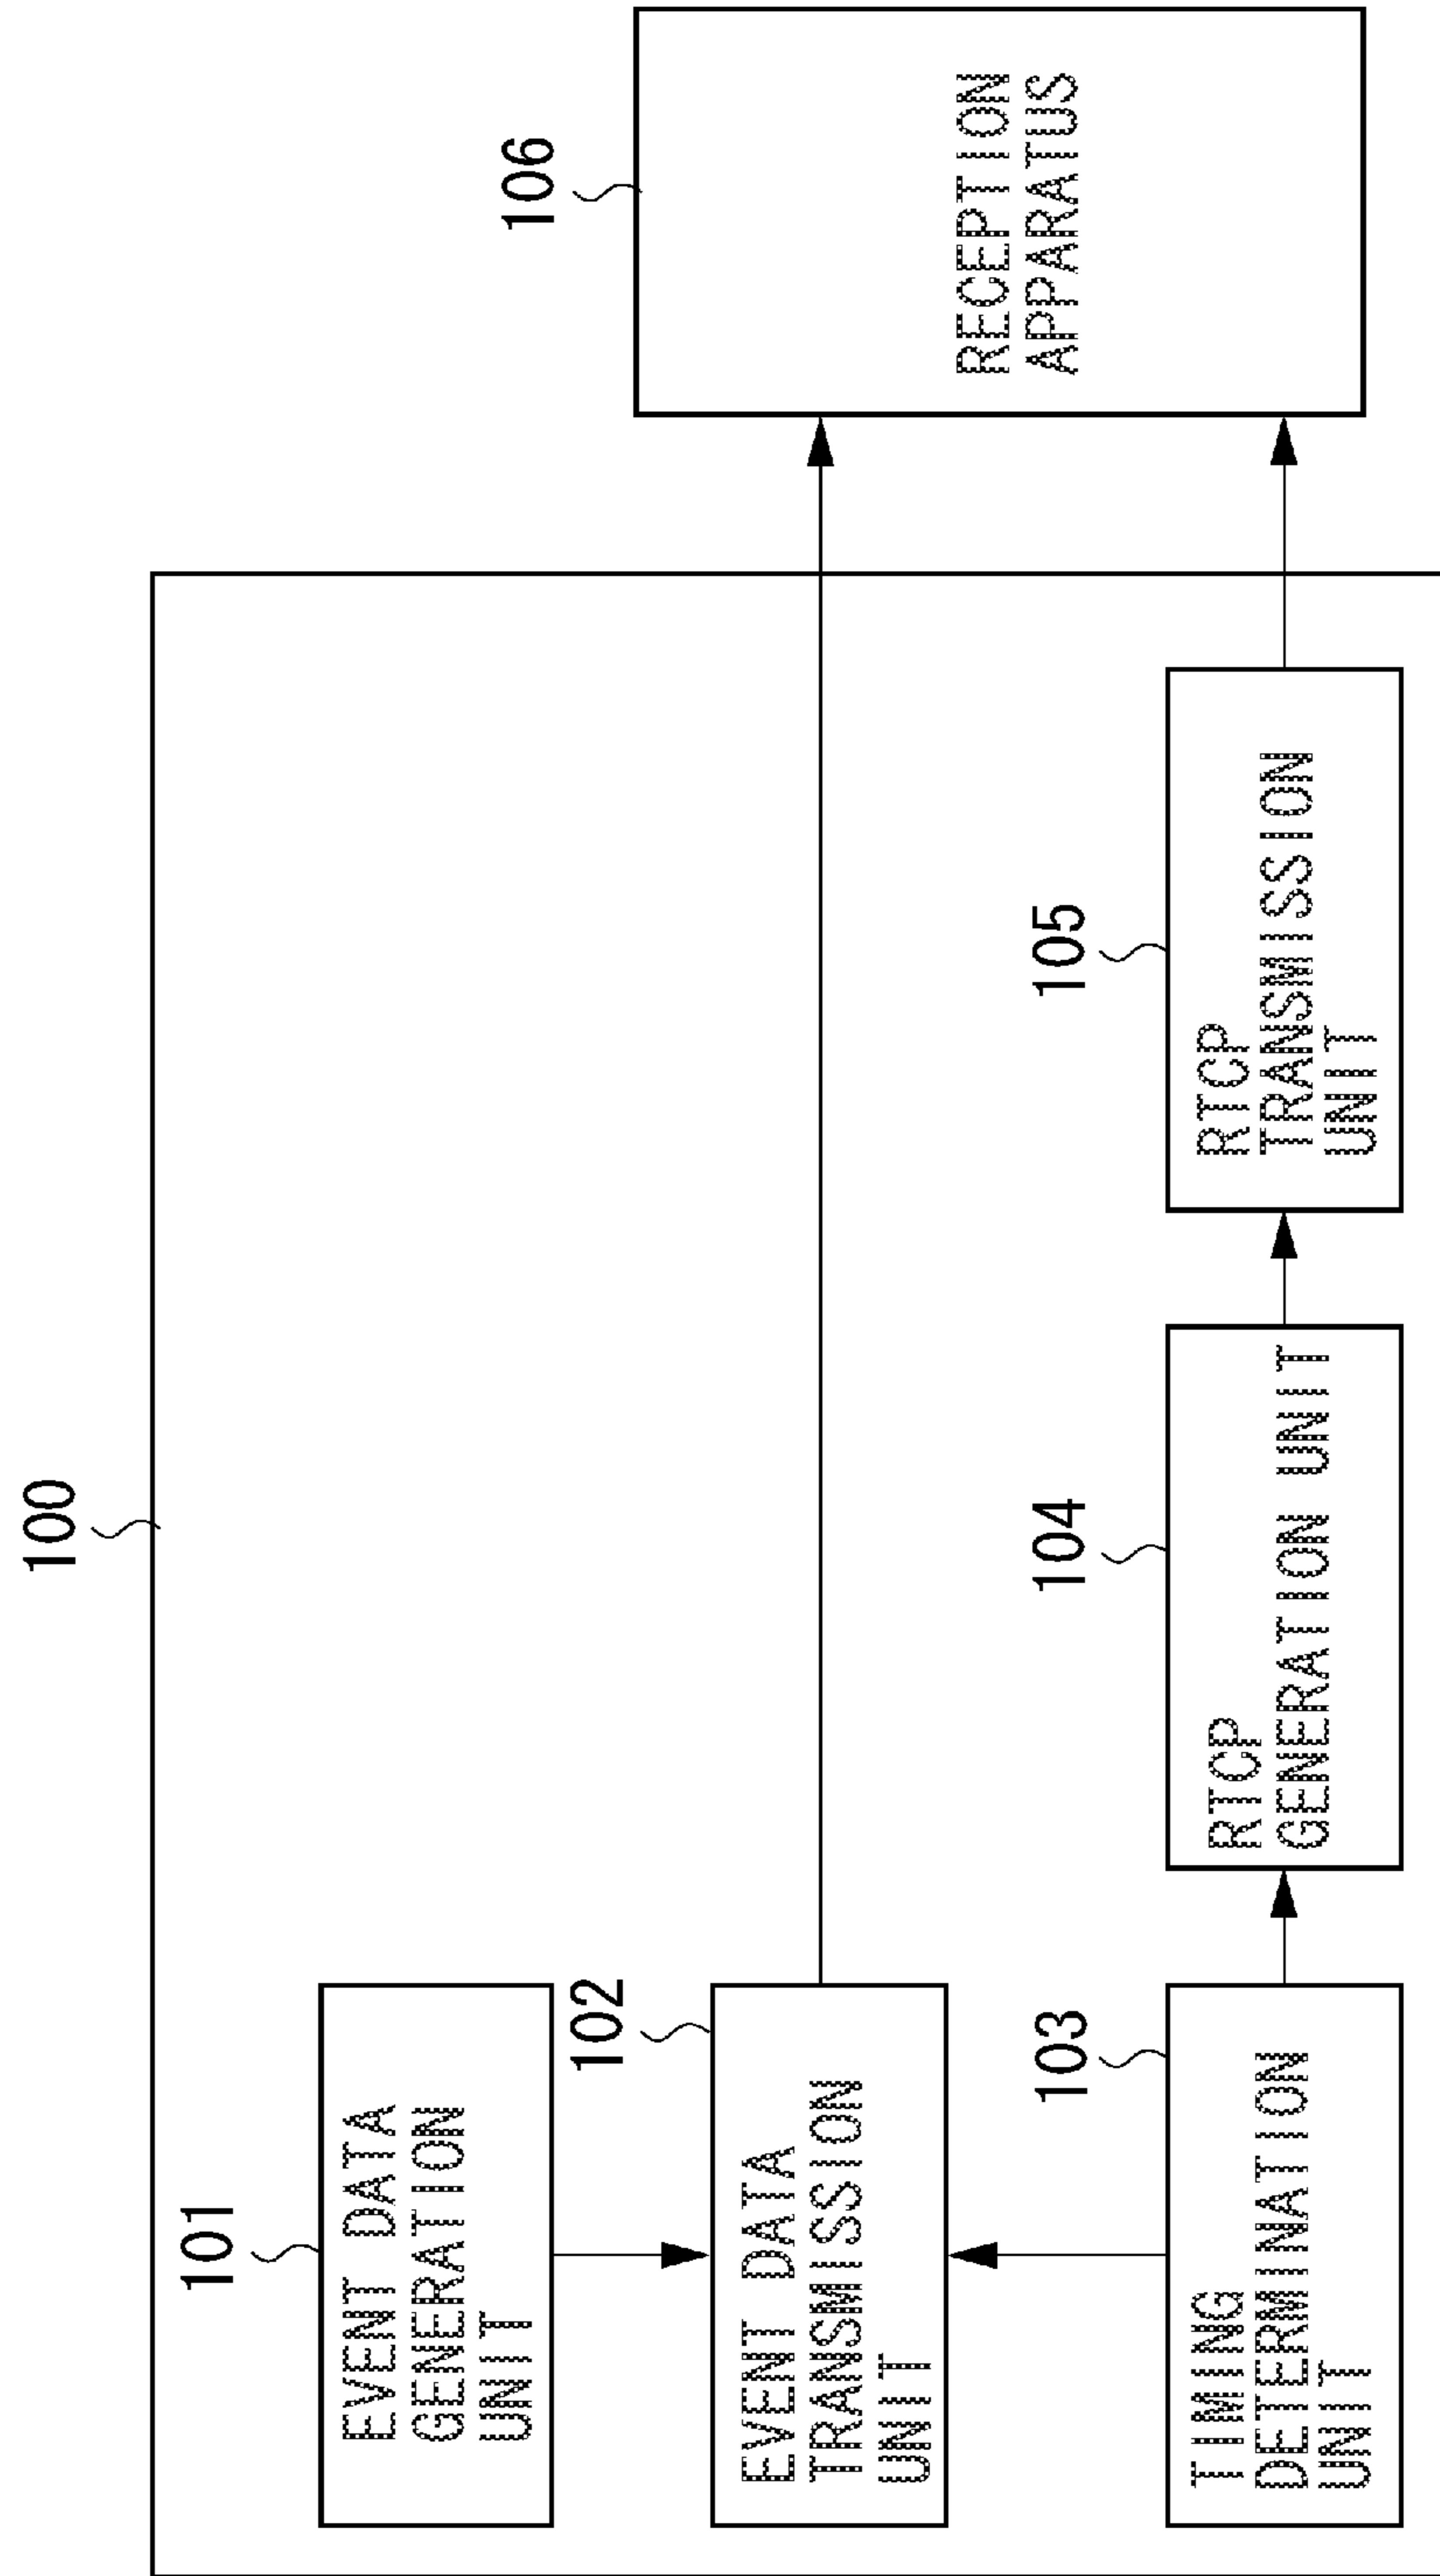 100
101
EVENT DATA
GENERATION
UNIT
102
EVENT DATA
TRANSMISSION
UNIT
103
TIMING
DETERMINATION
UNIT
104
RTCP
GENERATION UNIT
105
RTCP
TRANSMISSION
UNIT
106
RECEPTION
APPARATUS